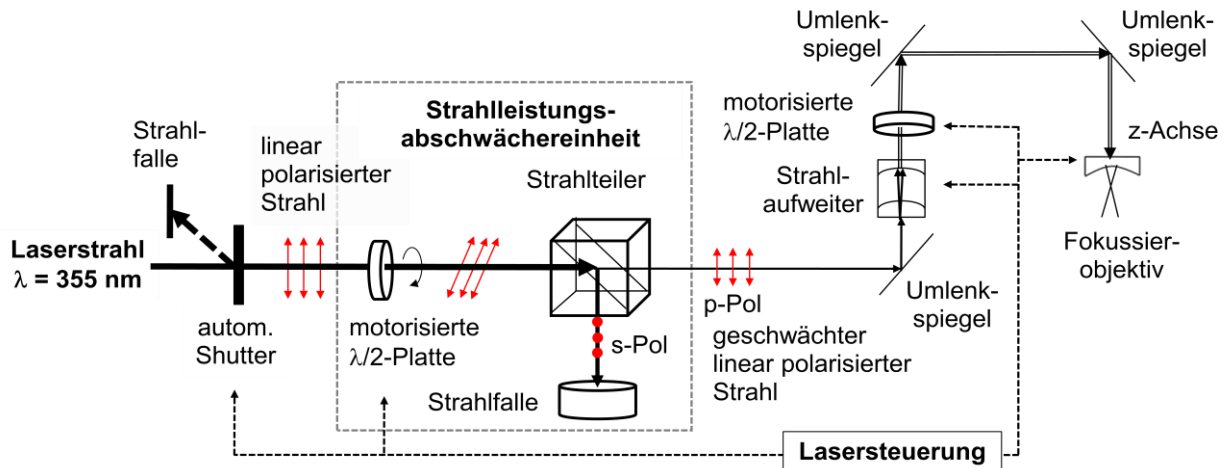 Umlenk-
spiegel
Umlenk-
spiegel
Strahlleistungs-
abschwächereinheit
motorisierte
λ/2-Platte
z-Achse
Strahl-
falle
linear
polarisierter
Strahl
Strahlteiler
Strahl-
aufweiter
Laserstrahl
λ = 355 nm
Fokussier-
objektiv
autom.
Shutter
motorisierte
λ/2-Platte
s-Pol
Strahlfalle
p-Pol
geschwächter
linear polarisierter
Strahl
Umlenk-
spiegel
Lasersteuerung